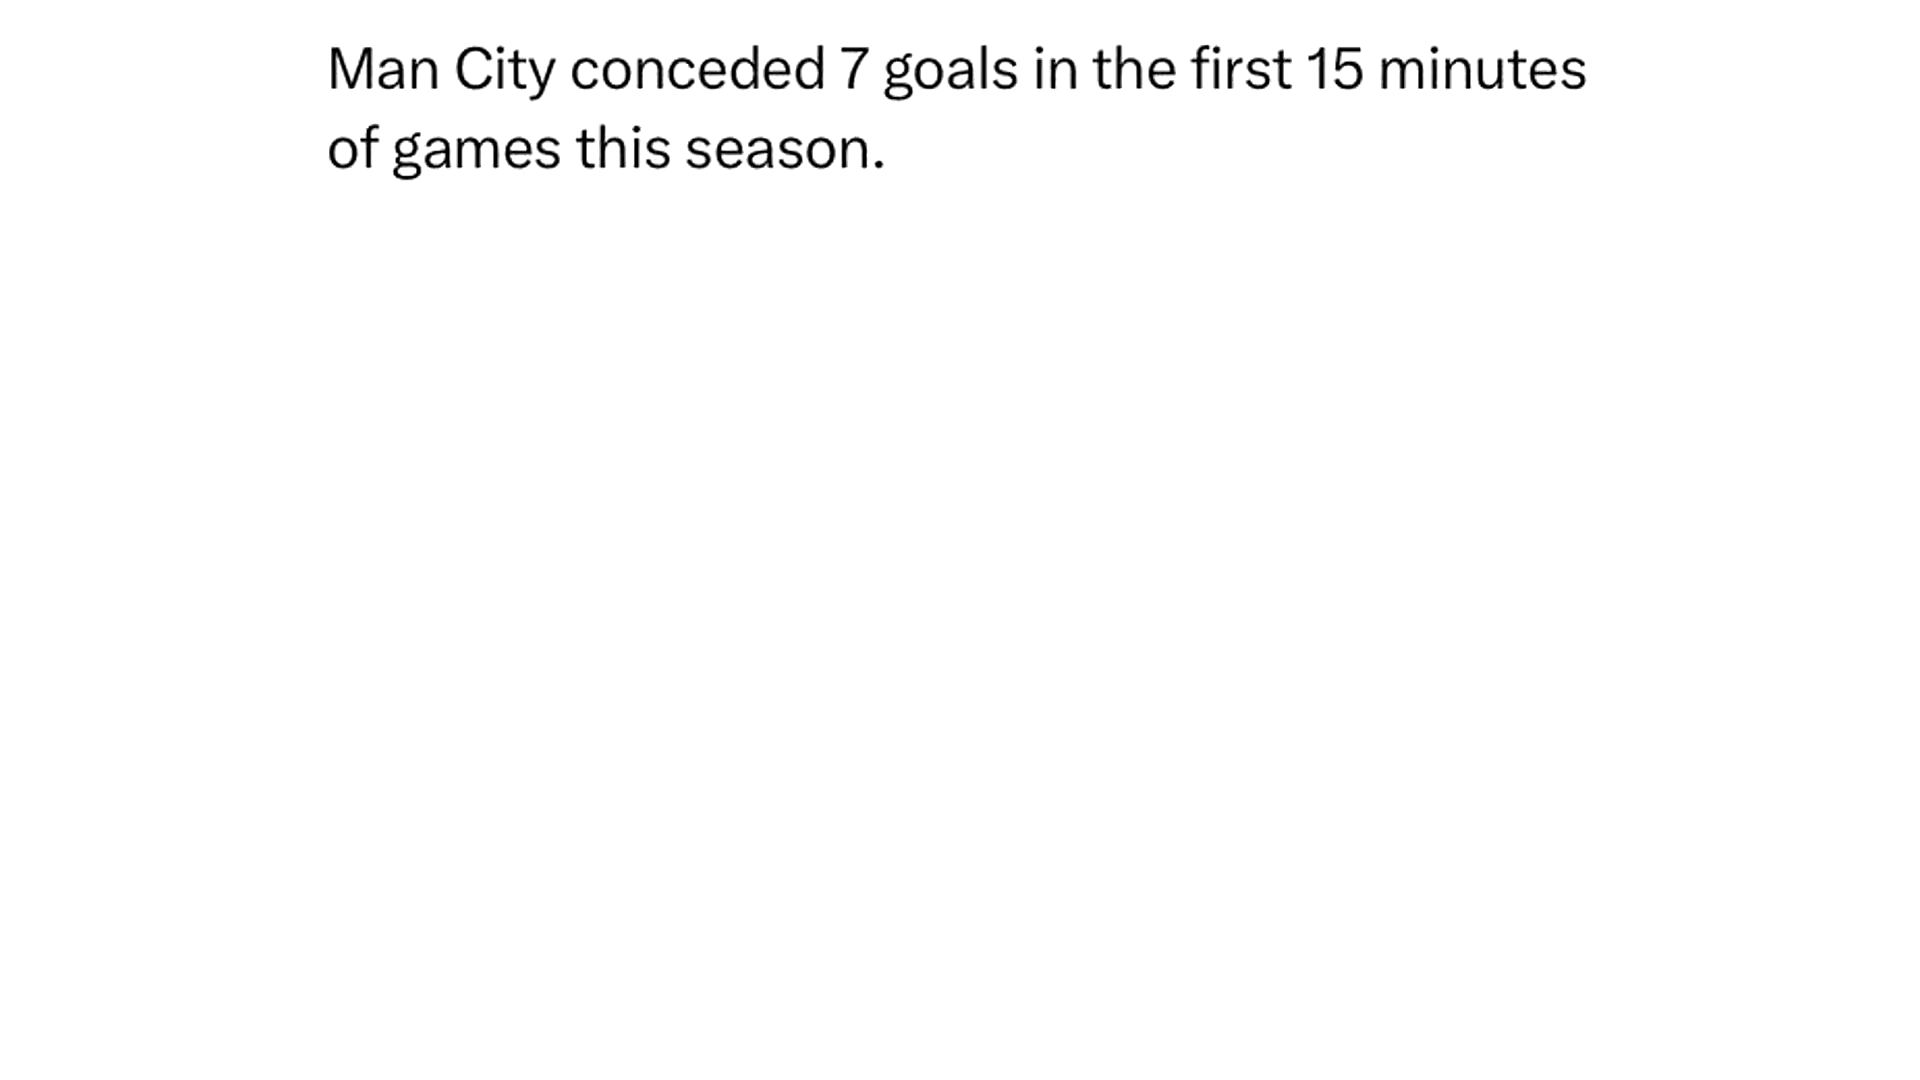 Man City conceded 7 goals in the first 15 minutes
of games this season.